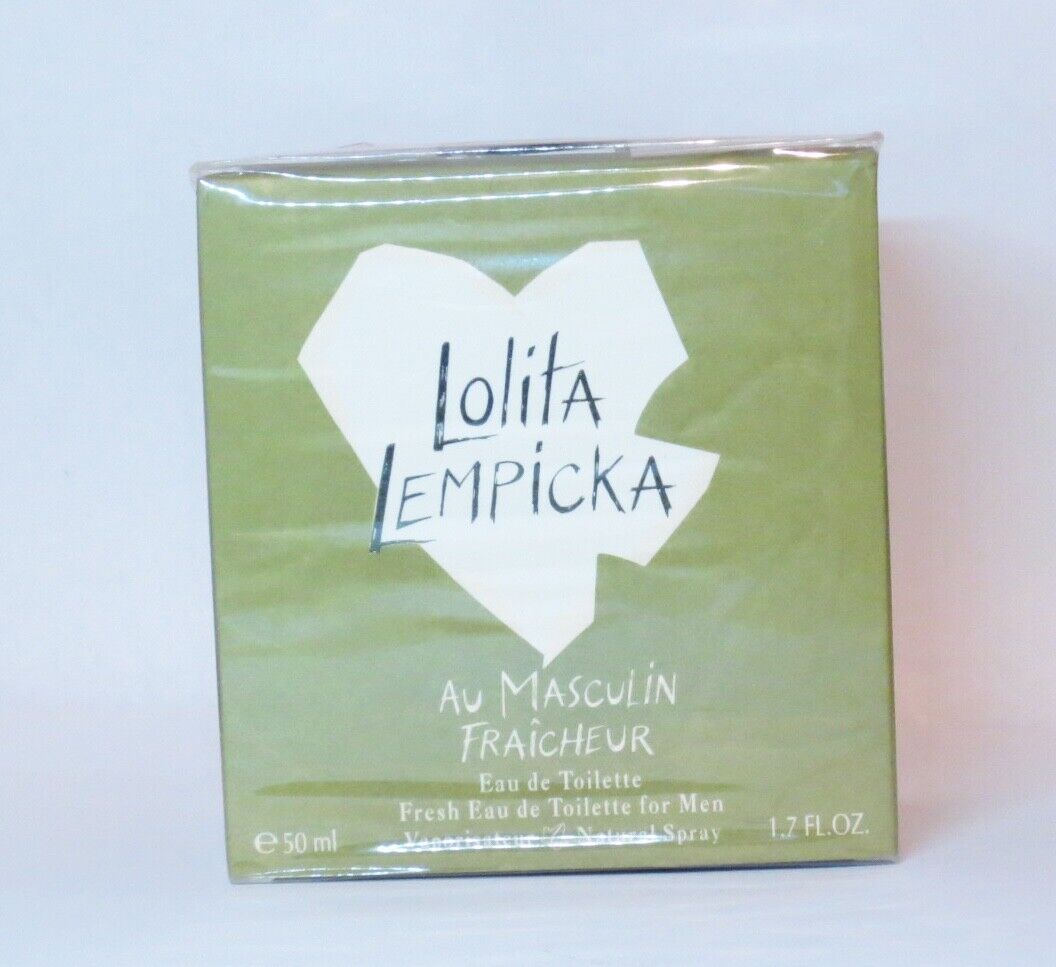 Lolita
Lempicka
Au Masculin
Fraîcheur
Eau de Toilette
Fresh Eau de Toilette for Men
Vaporisateur Natural Spray
e 50 ml
1.7 FL.OZ.